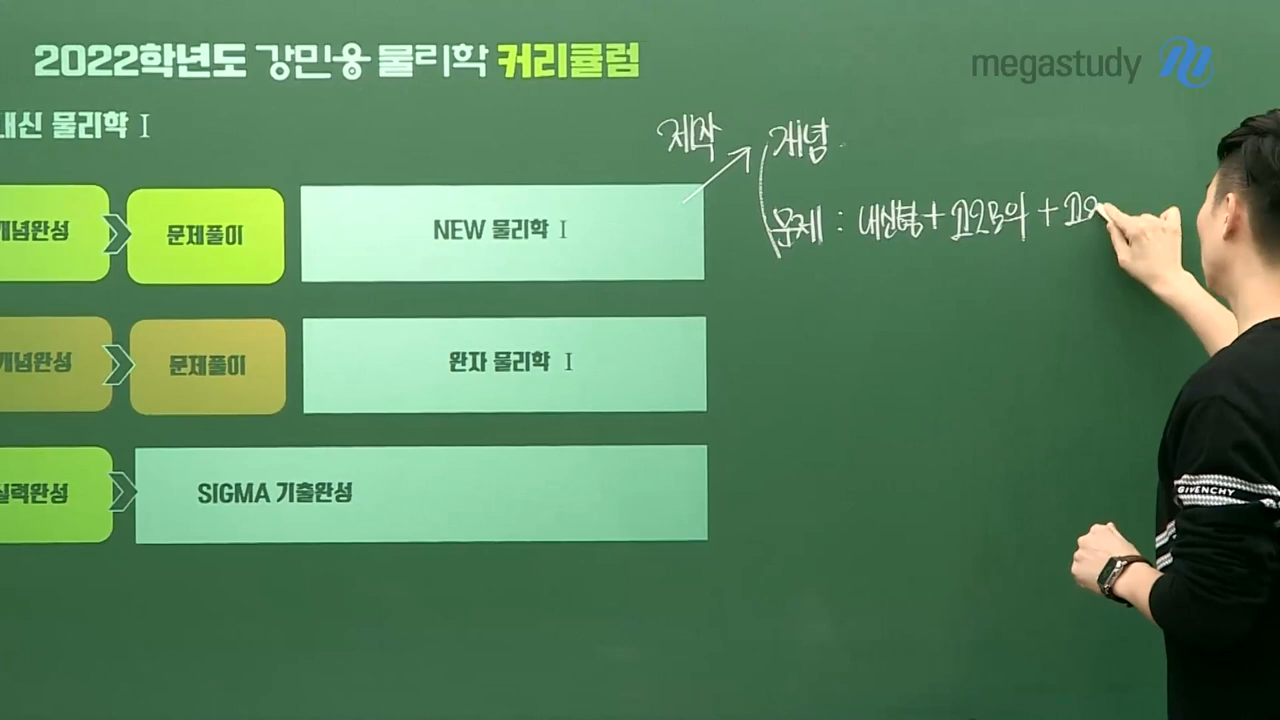 2022학년도 강민웅 물리학 커리큘럼
megastudy
내신 물리학 I
제작
개념
개념완성
문제풀이
NEW 물리학 I
문제 : 내신형 + 고2모의 + 고
개념완성
문제풀이
완자 물리학 I
실력완성
SIGMA 기출완성
GIVENCHY